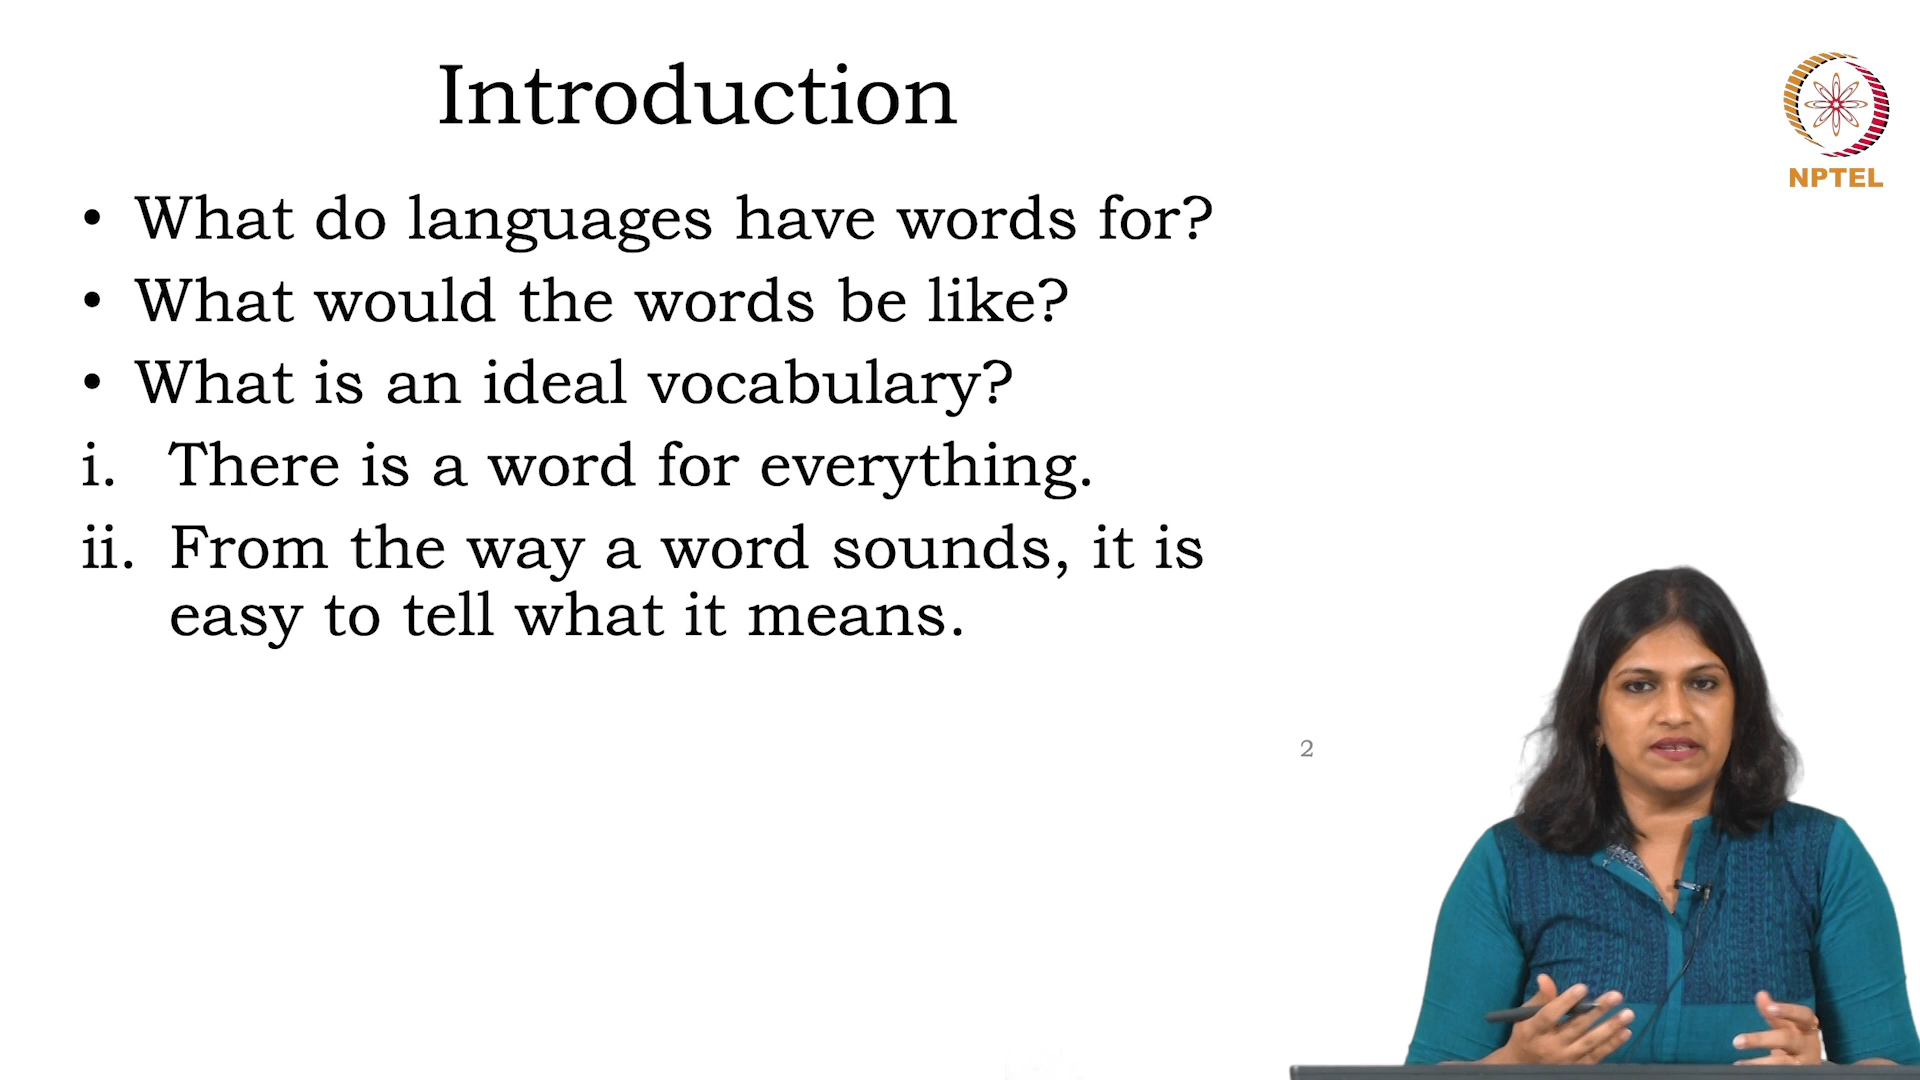 Introduction
• What do languages have words for?
• What would the words be like?
• What is an ideal vocabulary?
i. There is a word for everything.
ii. From the way a word sounds, it is
easy to tell what it means.
NPTEL
2